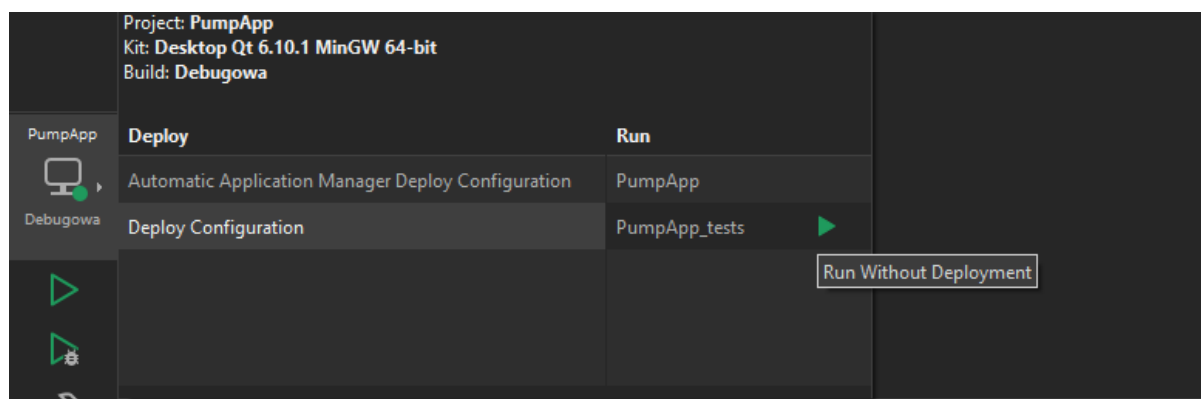 Project: PumpApp
Kit: Desktop Qt 6.10.1 MinGW 64-bit
Build: Debugowa
PumpApp
Debugowa
Deploy
Run
Automatic Application Manager Deploy Configuration
PumpApp
Deploy Configuration
PumpApp_tests
Run Without Deployment